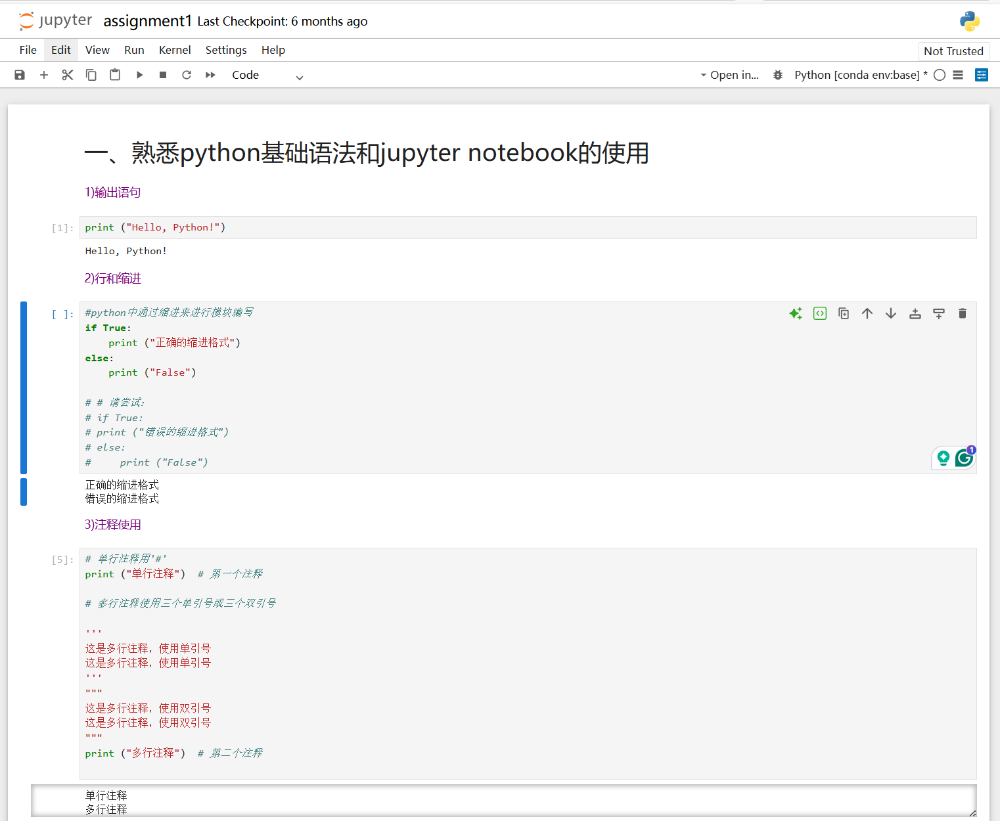 jupyter assignment1 Last Checkpoint: 6 months ago
File Edit View Run Kernel Settings Help Not Trusted
Code Open in... Python [conda env:base] *
一、熟悉python基础语法和jupyter notebook的使用
1)输出语句
[1]: print ("Hello, Python!")
Hello, Python!
2)行和缩进
[ ]: #python中通过缩进来进行模块编写
if True:
    print ("正确的缩进格式")
else:
    print ("False")
# # 请尝试:
# if True:
# print ("错误的缩进格式")
# else:
#     print ("False")
1
正确的缩进格式
错误的缩进格式
3)注释使用
[5]: # 单行注释用'#'
print ("单行注释")  # 第一个注释
# 多行注释使用三个单引号或三个双引号
'''
这是多行注释，使用单引号
这是多行注释，使用单引号
'''
"""
这是多行注释，使用双引号
这是多行注释，使用双引号
"""
print ("多行注释")  # 第二个注释
单行注释
多行注释